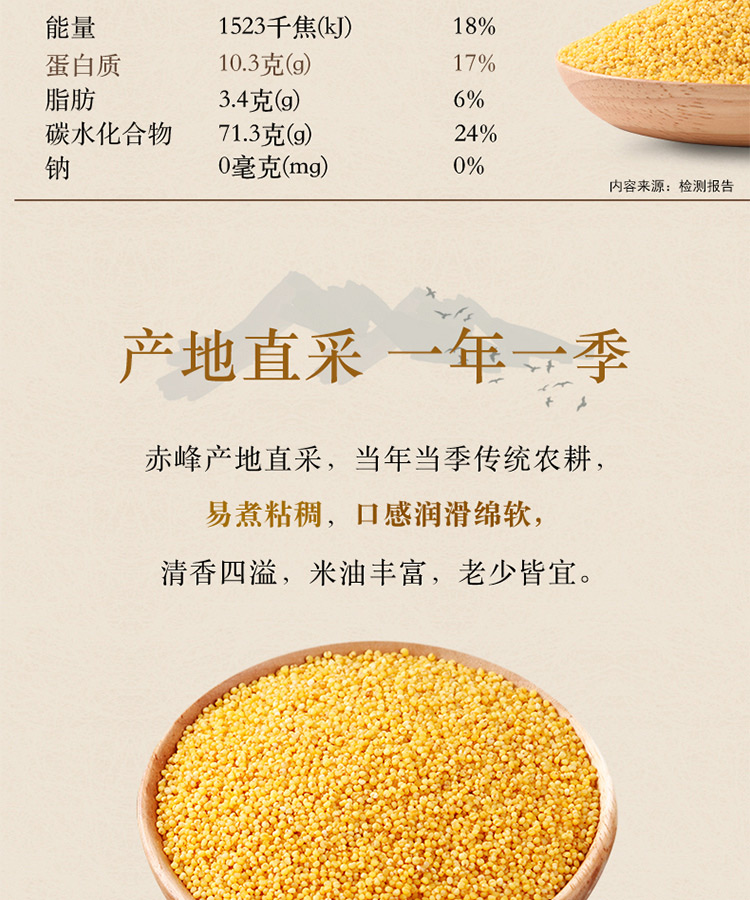 能量 1523千焦(kJ) 18%
蛋白质 10.3克(g) 17%
脂肪 3.4克(g) 6%
碳水化合物 71.3克(g) 24%
钠 0毫克(mg) 0%
内容来源：检测报告
产地直采 一年一季
赤峰产地直采，当年当季传统农耕，
易煮粘稠，口感润滑绵软，
清香四溢，米油丰富，老少皆宜。